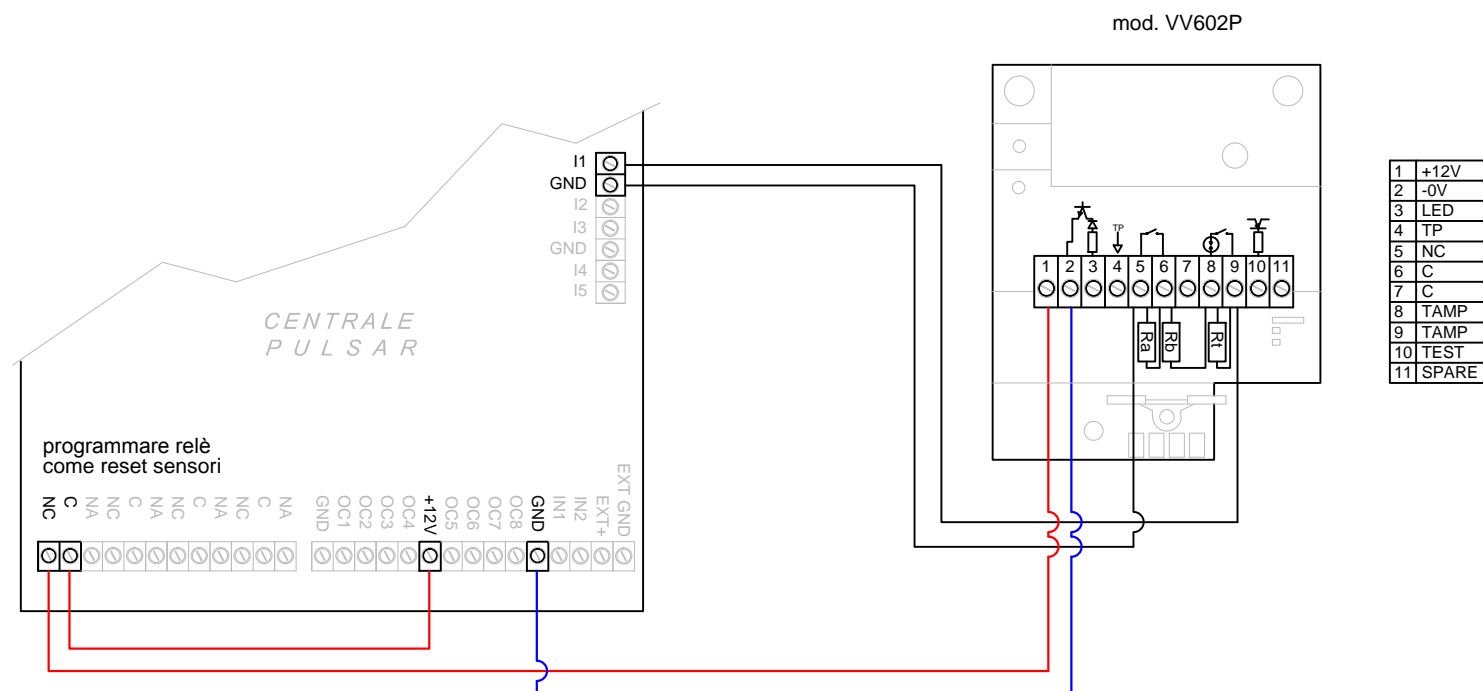 mod. VV602P
I1
GND
I2
I3
GND
I4
I5
CENTRALE
PULSAR
programmare relè
come reset sensori
NC C NA NC C NA NC C NA NC C NA
GND OC1 OC2 OC3 OC4 +12V OC5 OC6 OC7 OC8 GND IN1 IN2 EXT+ EXT GND
TP
1 2 3 4 5 6 7 8 9 10 11
Ra Rb Rt
1 +12V
2 -0V
3 LED
4 TP
5 NC
6 C
7 C
8 TAMP
9 TAMP
10 TEST
11 SPARE